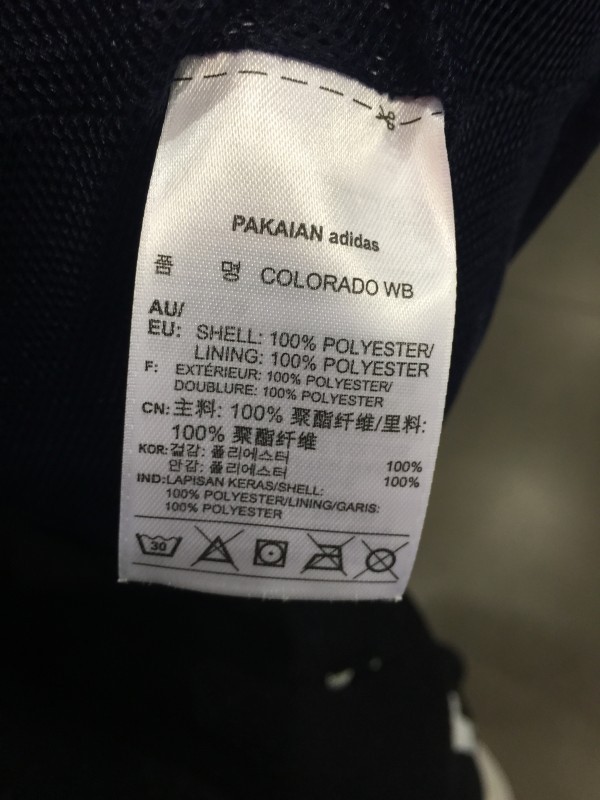 PAKAIAN adidas
품 명 COLORADO WB
AU/
EU: SHELL: 100% POLYESTER/
LINING: 100% POLYESTER
F: EXTÉRIEUR: 100% POLYESTER/
DOUBLURE: 100% POLYESTER
CN: 主料: 100% 聚酯纤维/里料:
100% 聚酯纤维
KOR: 겉감: 폴리에스터 100%
안감: 폴리에스터 100%
IND: LAPISAN KERAS/SHELL:
100% POLYESTER/LINING/GARIS:
100% POLYESTER
30